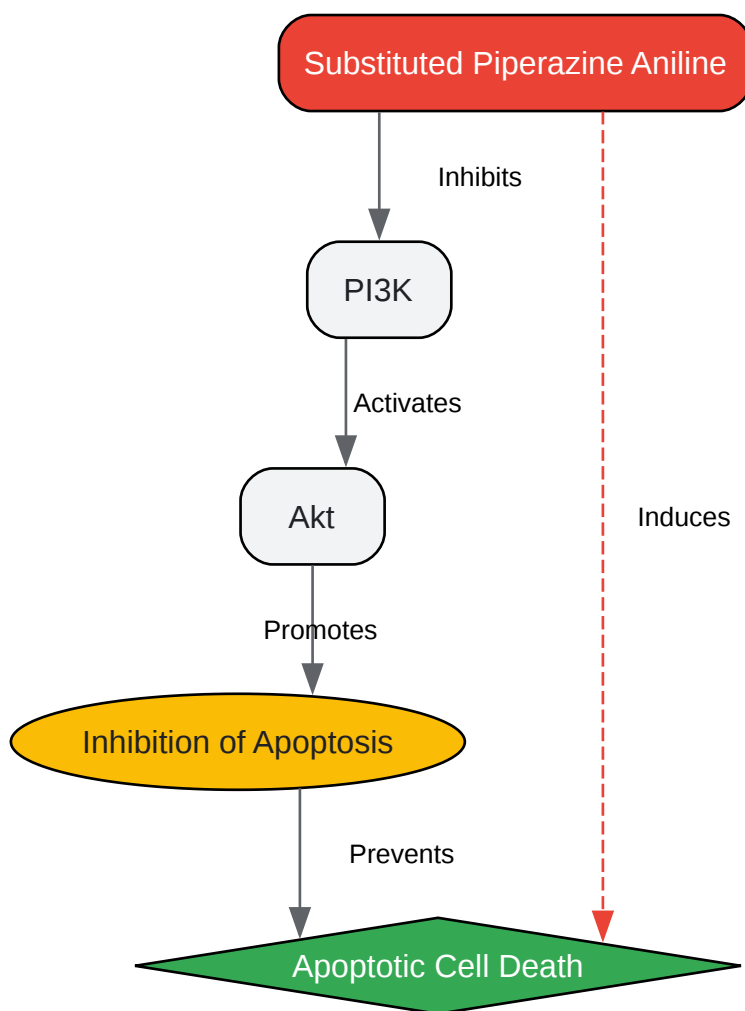 Substituted Piperazine Aniline
Inhibits
PI3K
Activates
Akt
Induces
Promotes
Inhibition of Apoptosis
Prevents
Apoptotic Cell Death